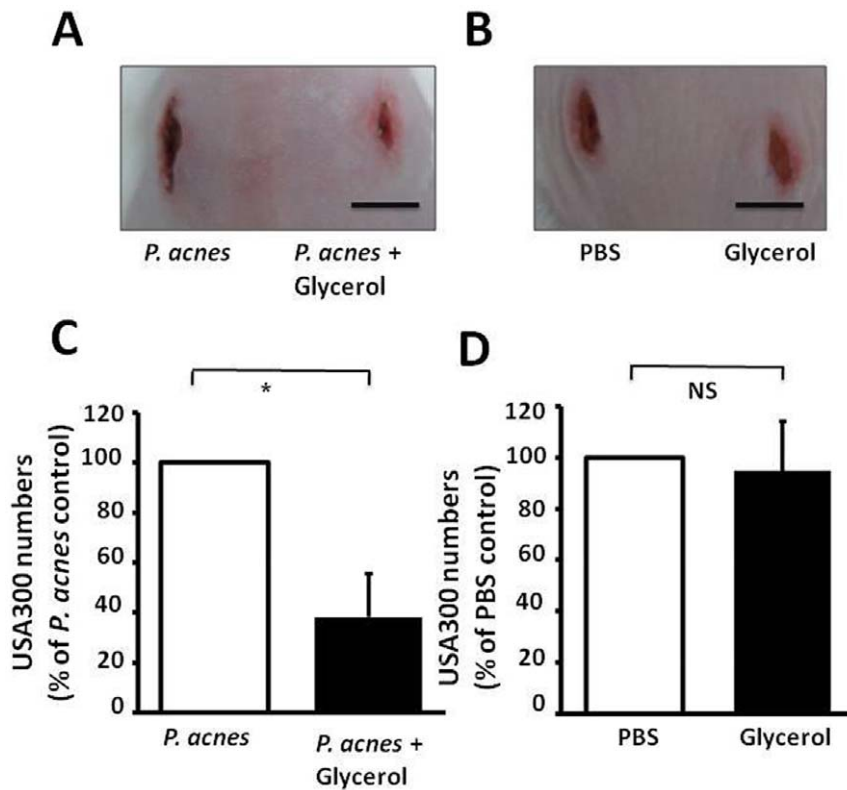 A
B
P. acnes
P. acnes +
Glycerol
PBS
Glycerol
C
*
USA300 numbers
(% of P. acnes control)
120
100
80
60
40
20
0
P. acnes
P. acnes +
Glycerol
D
NS
USA300 numbers
(% of PBS control)
120
100
80
60
40
20
0
PBS
Glycerol